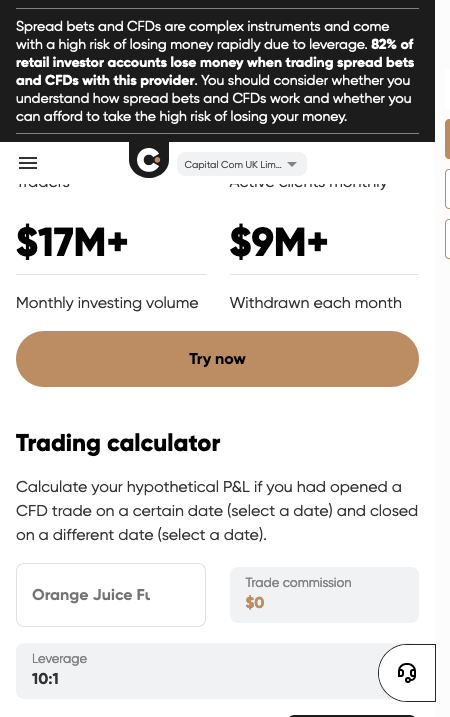 Spread bets and CFDs are complex instruments and come
with a high risk of losing money rapidly due to leverage. 82% of
retail investor accounts lose money when trading spread bets
and CFDs with this provider. You should consider whether you
understand how spread bets and CFDs work and whether you
can afford to take the high risk of losing your money.
Capital Com UK Lim...
Traders
Active clients monthly
$17M+
$9M+
Monthly investing volume
Withdrawn each month
Try now
Trading calculator
Calculate your hypothetical P&L if you had opened a
CFD trade on a certain date (select a date) and closed
on a different date (select a date).
Orange Juice Fu
Trade commission
$0
Leverage
10:1